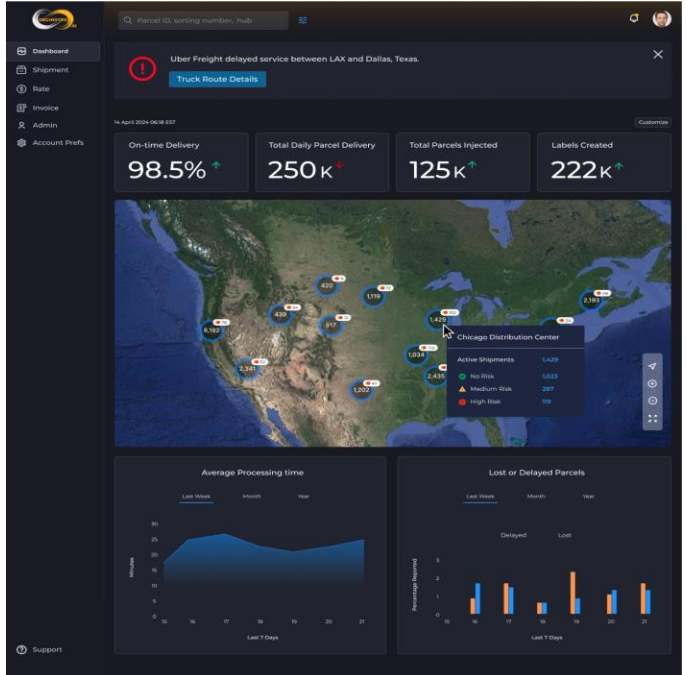 ORCHESTRO
.AI
Parcel ID, sorting number, hub
Dashboard
Shipment
Rate
Invoice
Admin
Account Prefs
Support
Uber Freight delayed service between LAX and Dallas, Texas.
Truck Route Details
14 April 2024 06:18 EST
Customize
On-time Delivery
98.5%
Total Daily Parcel Delivery
250 K
Total Parcels Injected
125 K
Labels Created
222 K
420
1,119
439
817
8,192
2,341
1,202
1,429
1,034
2,435
2,193
Chicago Distribution Center
Active Shipments 1,429
No Risk 1,023
Medium Risk 287
High Risk 119
Average Processing time
Last Week Month Year
Minutes
30
25
20
15
10
5
0
15 16 17 18 19 20 21
Last 7 Days
Lost or Delayed Parcels
Last Week Month Year
Delayed Lost
Percentage Reported
3
2
1
0
15 16 17 18 19 20 21
Last 7 Days